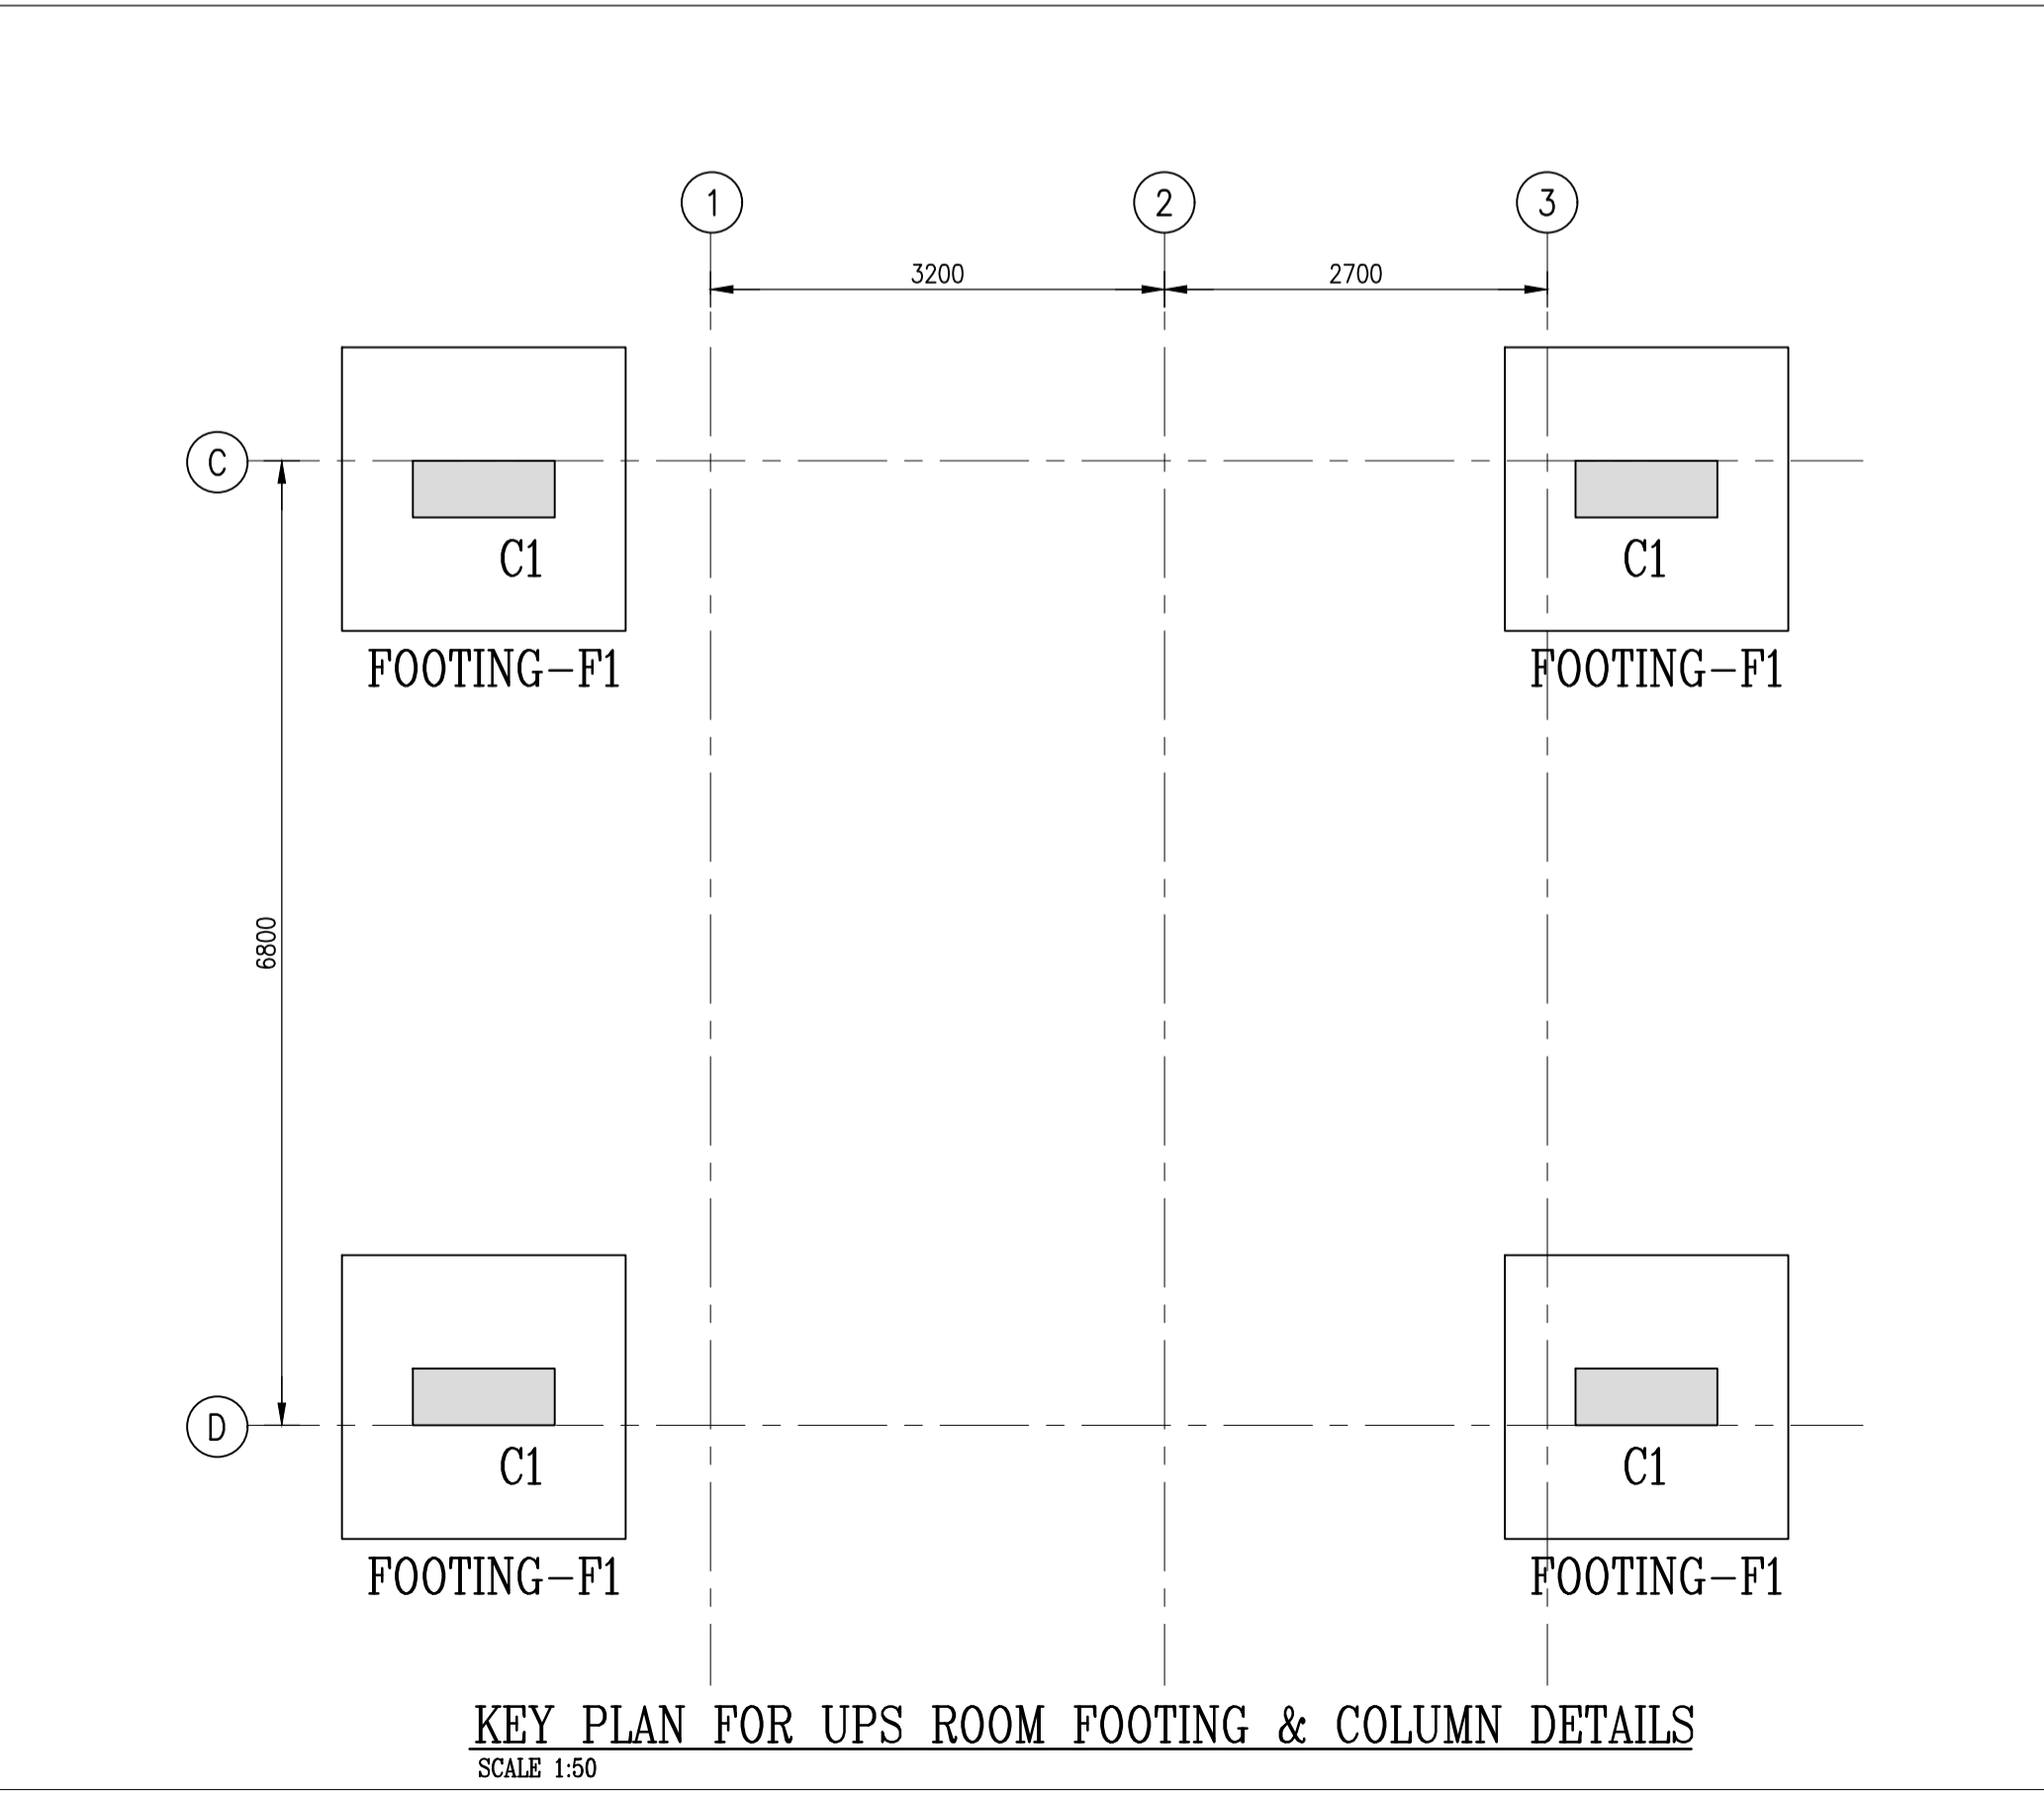 1 2 3
3200 2700
C
C1 C1
FOOTING-F1 FOOTING-F1
6800
D
C1 C1
FOOTING-F1 FOOTING-F1
KEY PLAN FOR UPS ROOM FOOTING & COLUMN DETAILS
SCALE 1:50